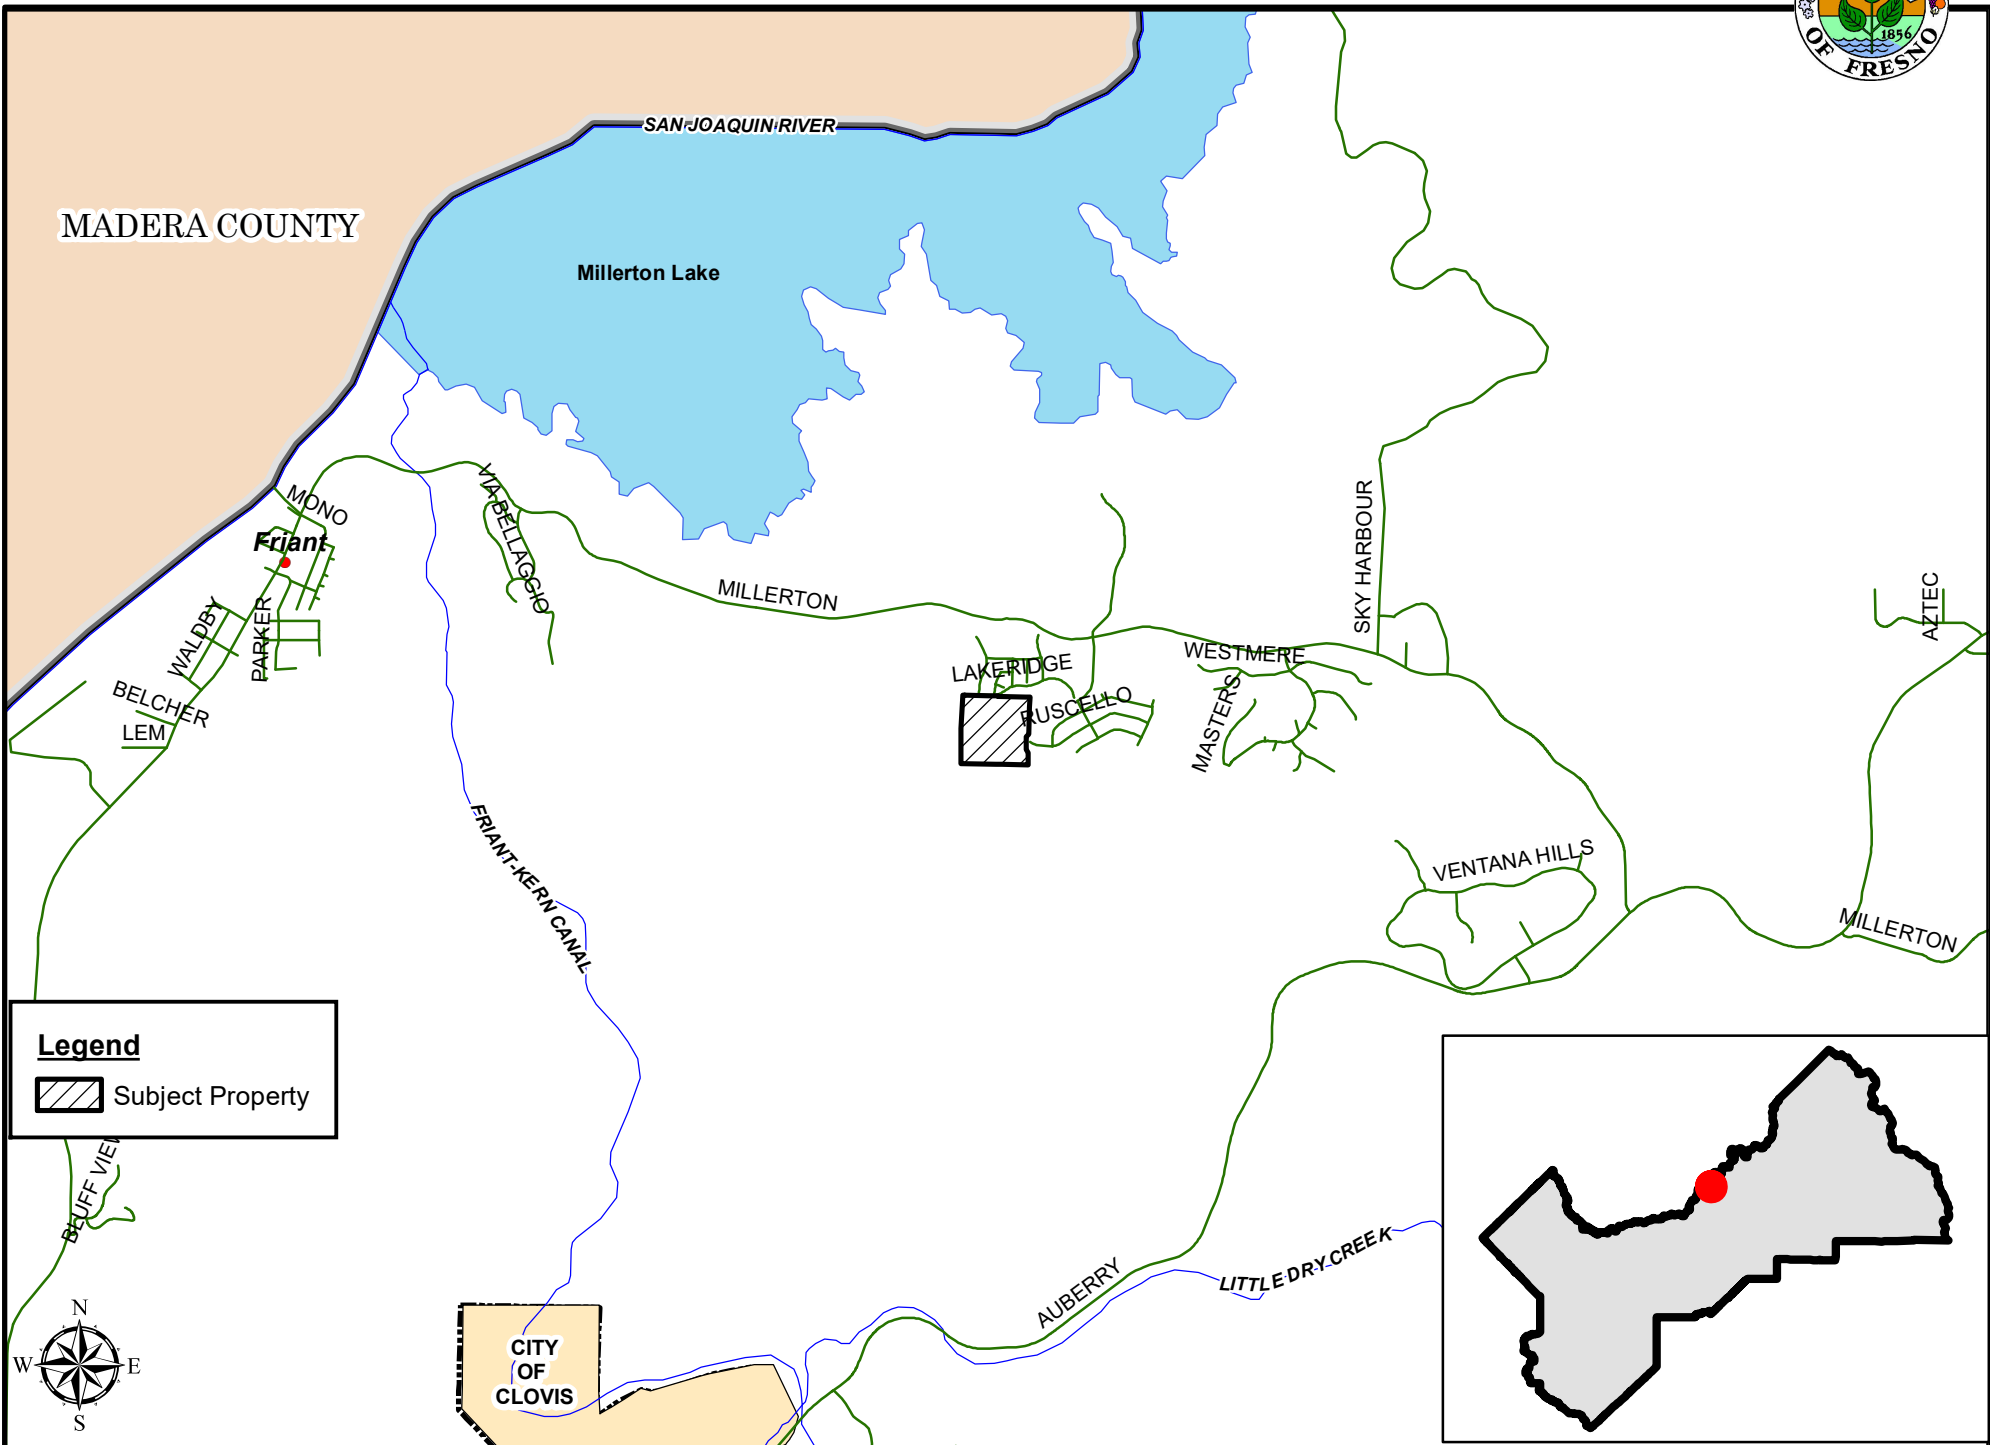 1856
OF FRESNO
SAN JOAQUIN RIVER
MADERA COUNTY
Millerton Lake
MONO
Friant
VIA BELLAGGIO
SKY HARBOUR
MILLERTON
AZTEC
WALDBY
PARKER
WESTMERE
LAKERIDGE
BELCHER
RUSCELLO
MASTERS
LEM
FRIANT-KERN CANAL
VENTANA HILLS
MILLERTON
Legend
Subject Property
BLUFF VIEW
LITTLE DRY CREEK
AUBERRY
N
W E
S
CITY
OF
CLOVIS